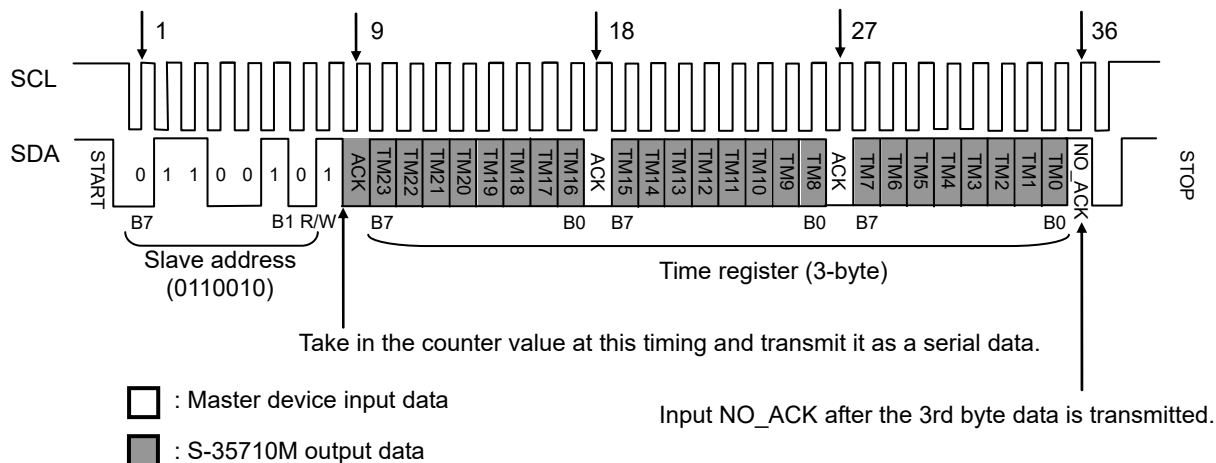 1 9 18 27 36
SCL
SDA
START 0 1 1 0 0 1 0 1 ACK TM23 TM22 TM21 TM20 TM19 TM18 TM17 TM16 ACK TM15 TM14 TM13 TM12 TM11 TM10 TM9 TM8 ACK TM7 TM6 TM5 TM4 TM3 TM2 TM1 TM0 NO_ACK STOP
B7 B1 R/W B7 B0 B7 B0 B7 B0
Slave address
(0110010)
Time register (3-byte)
Take in the counter value at this timing and transmit it as a serial data.
: Master device input data
Input NO_ACK after the 3rd byte data is transmitted.
: S-35710M output data